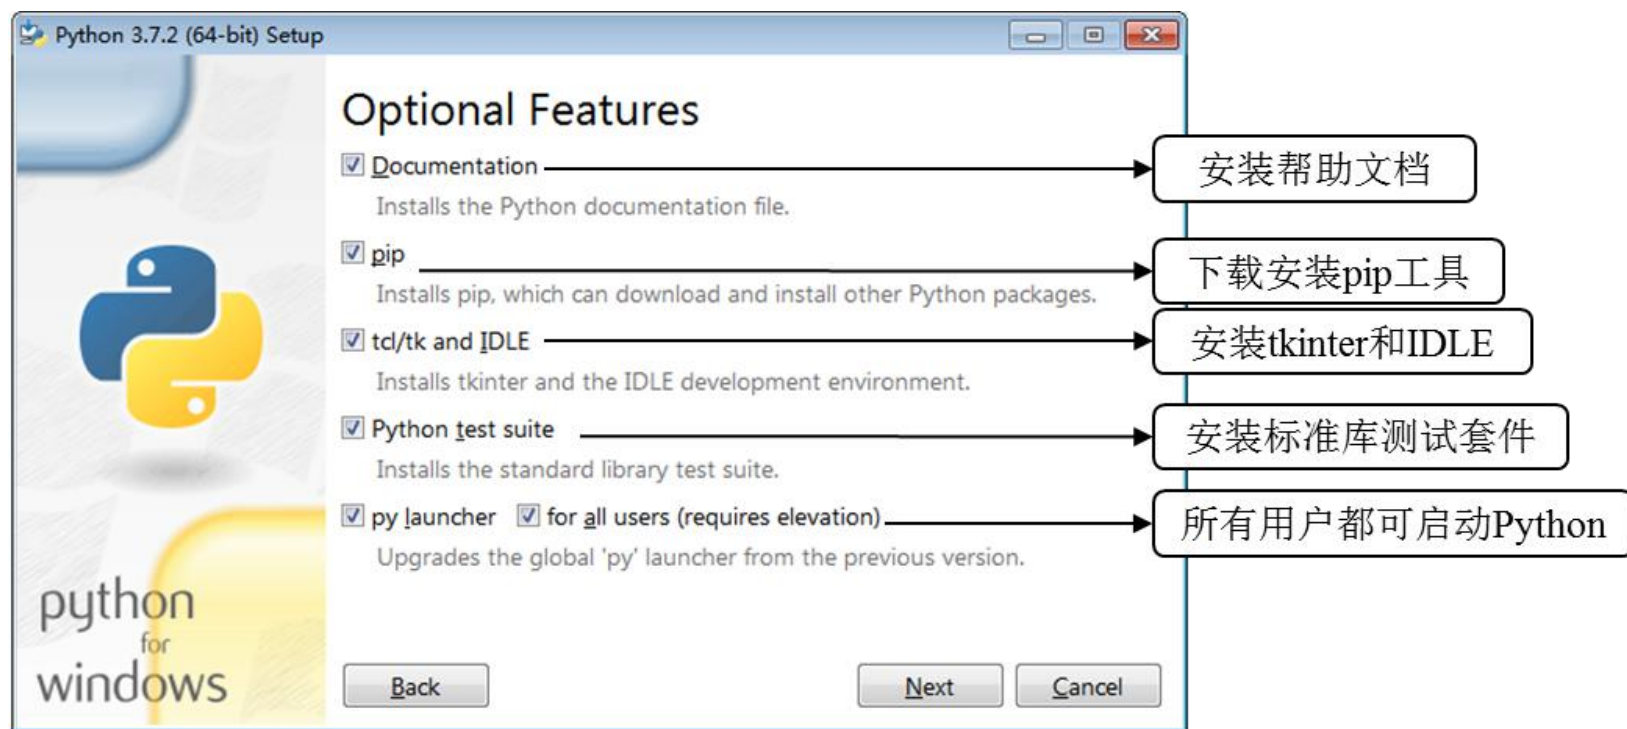 Python 3.7.2 (64-bit) Setup
Optional Features
Documentation
安装帮助文档
Installs the Python documentation file.
pip
下载安装pip工具
Installs pip, which can download and install other Python packages.
tcl/tk and IDLE
安装tkinter和IDLE
Installs tkinter and the IDLE development environment.
Python test suite
安装标准库测试套件
Installs the standard library test suite.
py launcher for all users (requires elevation)
所有用户都可启动Python
Upgrades the global 'py' launcher from the previous version.
python
for
windows
Back Next Cancel